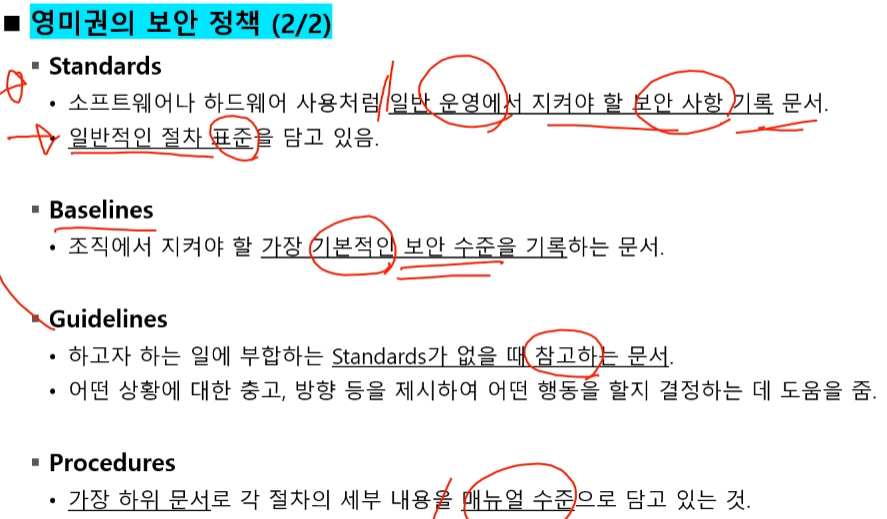 ■ 영미권의 보안 정책 (2/2)
▪ Standards
• 소프트웨어나 하드웨어 사용처럼 일반 운영에서 지켜야 할 보안 사항 기록 문서.
• 일반적인 절차 표준을 담고 있음.
▪ Baselines
• 조직에서 지켜야 할 가장 기본적인 보안 수준을 기록하는 문서.
▪ Guidelines
• 하고자 하는 일에 부합하는 Standards가 없을 때 참고하는 문서.
• 어떤 상황에 대한 충고, 방향 등을 제시하여 어떤 행동을 할지 결정하는 데 도움을 줌.
▪ Procedures
• 가장 하위 문서로 각 절차의 세부 내용을 매뉴얼 수준으로 담고 있는 것.